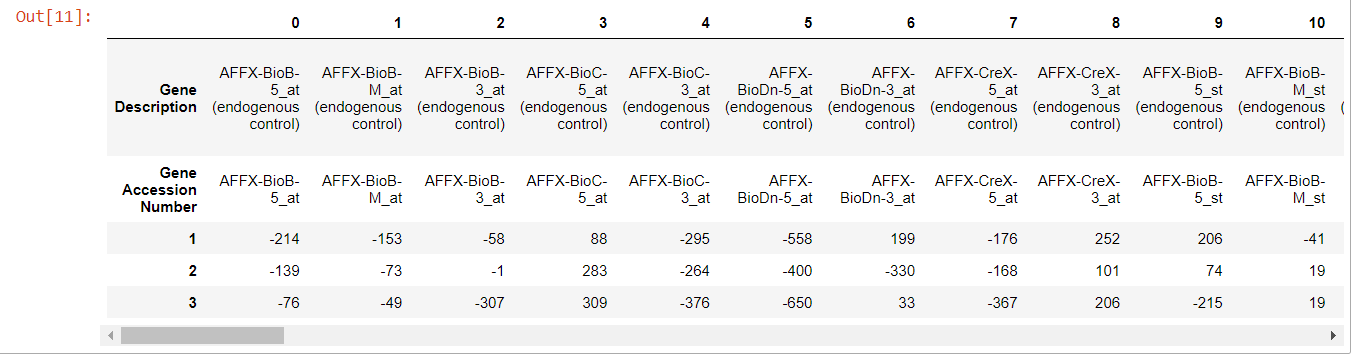 Out[11]:
0 1 2 3 4 5 6 7 8 9 10
AFFX-BioB- AFFX-BioB- AFFX-BioB- AFFX-BioC- AFFX-BioC- AFFX- AFFX- AFFX-CreX- AFFX-CreX- AFFX-BioB- AFFX-BioB-
Gene 5_at M_at 3_at 5_at 3_at BioDn-5_at BioDn-3_at 5_at 3_at 5_st M_st
Description (endogenous (endogenous (endogenous (endogenous (endogenous (endogenous (endogenous (endogenous (endogenous (endogenous (endogenous (
control) control) control) control) control) control) control) control) control) control) control)
Gene
Accession AFFX-BioB- AFFX-BioB- AFFX-BioB- AFFX-BioC- AFFX-BioC- AFFX- AFFX- AFFX-CreX- AFFX-CreX- AFFX-BioB- AFFX-BioB-
Number 5_at M_at 3_at 5_at 3_at BioDn-5_at BioDn-3_at 5_at 3_at 5_st M_st
1 -214 -153 -58 88 -295 -558 199 -176 252 206 -41
2 -139 -73 -1 283 -264 -400 -330 -168 101 74 19
3 -76 -49 -307 309 -376 -650 33 -367 206 -215 19